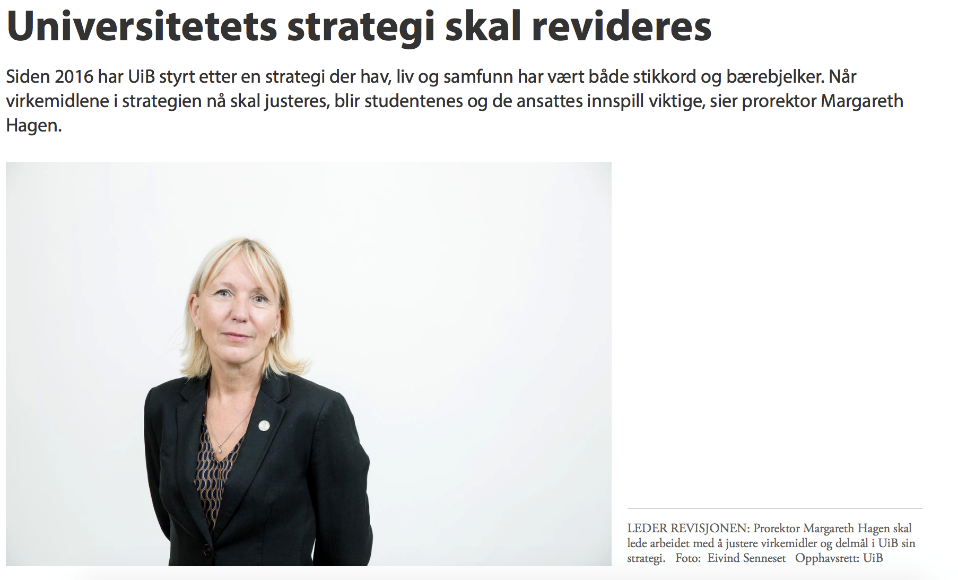 Universitetets strategi skal revideres
Siden 2016 har UiB styrt etter en strategi der hav, liv og samfunn har vært både stikkord og bærebjelker. Når
virkemidlene i strategien nå skal justeres, blir studentenes og de ansattes innspill viktige, sier prorektor Margareth
Hagen.
LEDER REVISJONEN: Prorektor Margareth Hagen skal
lede arbeidet med å justere virkemidler og delmål i UiB sin
strategi. Foto: Eivind Senneset Opphavsrett: UiB